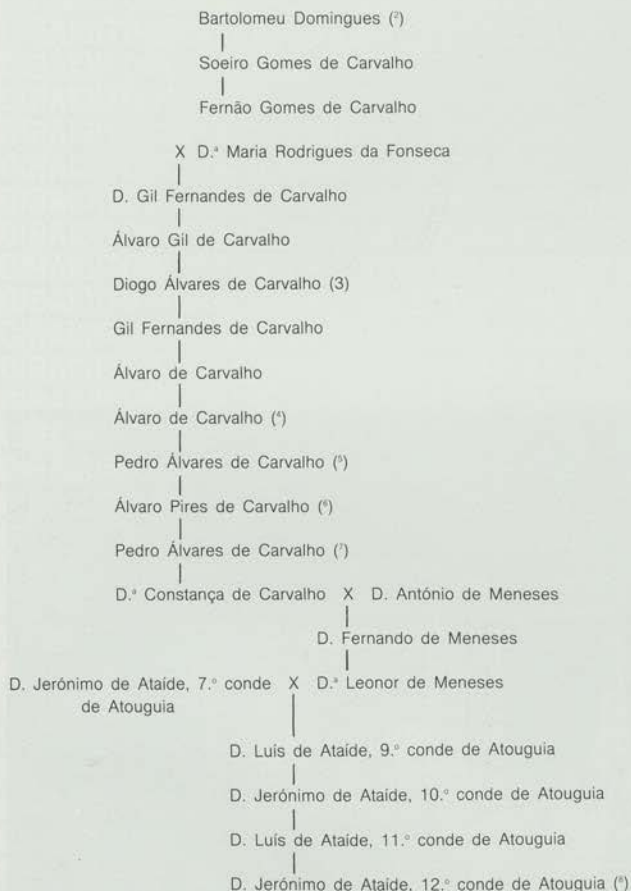 Bartolomeu Domingues (²)
Soeiro Gomes de Carvalho
Fernão Gomes de Carvalho
X D.ª Maria Rodrigues da Fonseca
D. Gil Fernandes de Carvalho
Álvaro Gil de Carvalho
Diogo Álvares de Carvalho (3)
Gil Fernandes de Carvalho
Álvaro de Carvalho
Álvaro de Carvalho (⁴)
Pedro Álvares de Carvalho (⁵)
Álvaro Pires de Carvalho (⁶)
Pedro Álvares de Carvalho (⁷)
D.ª Constança de Carvalho X D. António de Meneses
D. Fernando de Meneses
D. Jerónimo de Ataíde, 7.º conde X D.ª Leonor de Meneses
de Atouguia
D. Luís de Ataíde, 9.º conde de Atouguia
D. Jerónimo de Ataíde, 10.º conde de Atouguia
D. Luís de Ataíde, 11.º conde de Atouguia
D. Jerónimo de Ataíde, 12.º conde de Atouguia (⁸)